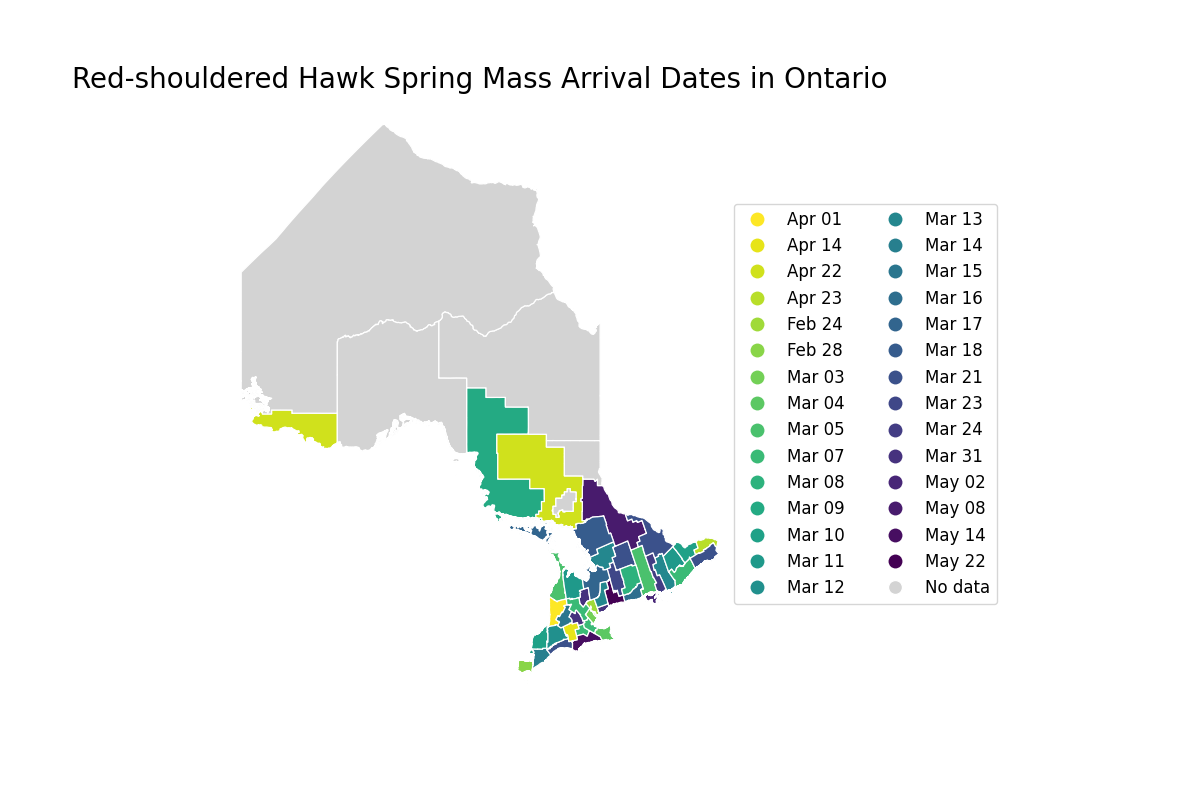 Red-shouldered Hawk Spring Mass Arrival Dates in Ontario
Apr 01
Apr 14
Apr 22
Apr 23
Feb 24
Feb 28
Mar 03
Mar 04
Mar 05
Mar 07
Mar 08
Mar 09
Mar 10
Mar 11
Mar 12
Mar 13
Mar 14
Mar 15
Mar 16
Mar 17
Mar 18
Mar 21
Mar 23
Mar 24
Mar 31
May 02
May 08
May 14
May 22
No data